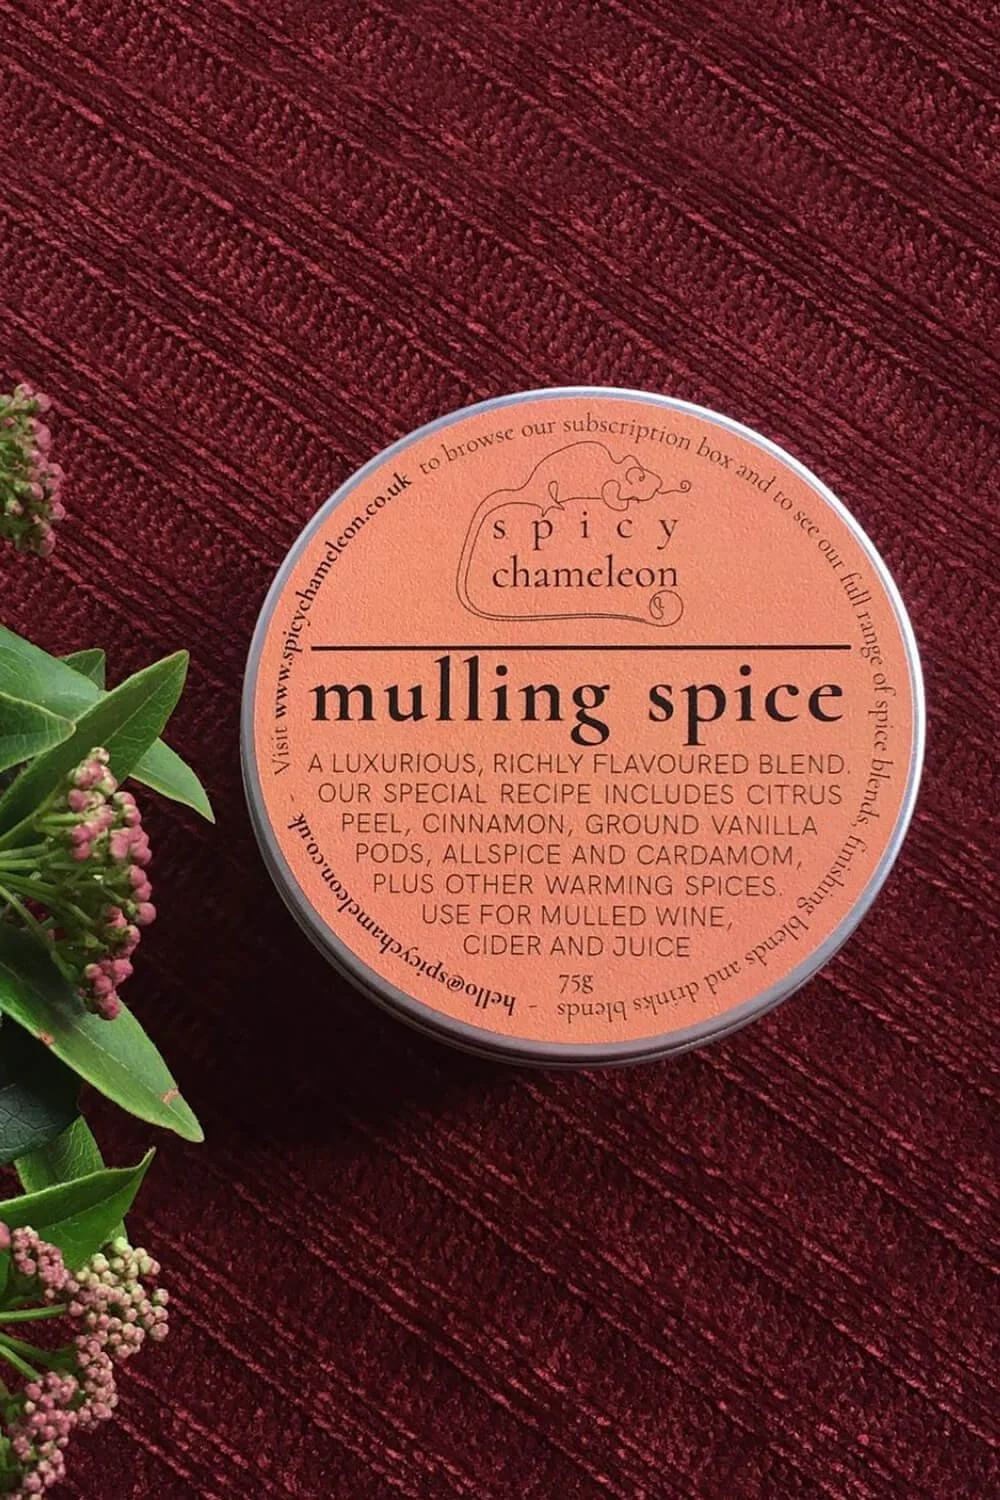 Visit www.spicychameleon.co.uk to browse our subscription box and to see our full range of spice blends, finishing blends and drinks blends - hello@spicychameleon.co.uk
spicy
chameleon
mulling spice
A LUXURIOUS, RICHLY FLAVOURED BLEND.
OUR SPECIAL RECIPE INCLUDES CITRUS
PEEL, CINNAMON, GROUND VANILLA
PODS, ALLSPICE AND CARDAMOM,
PLUS OTHER WARMING SPICES.
USE FOR MULLED WINE,
CIDER AND JUICE
75g